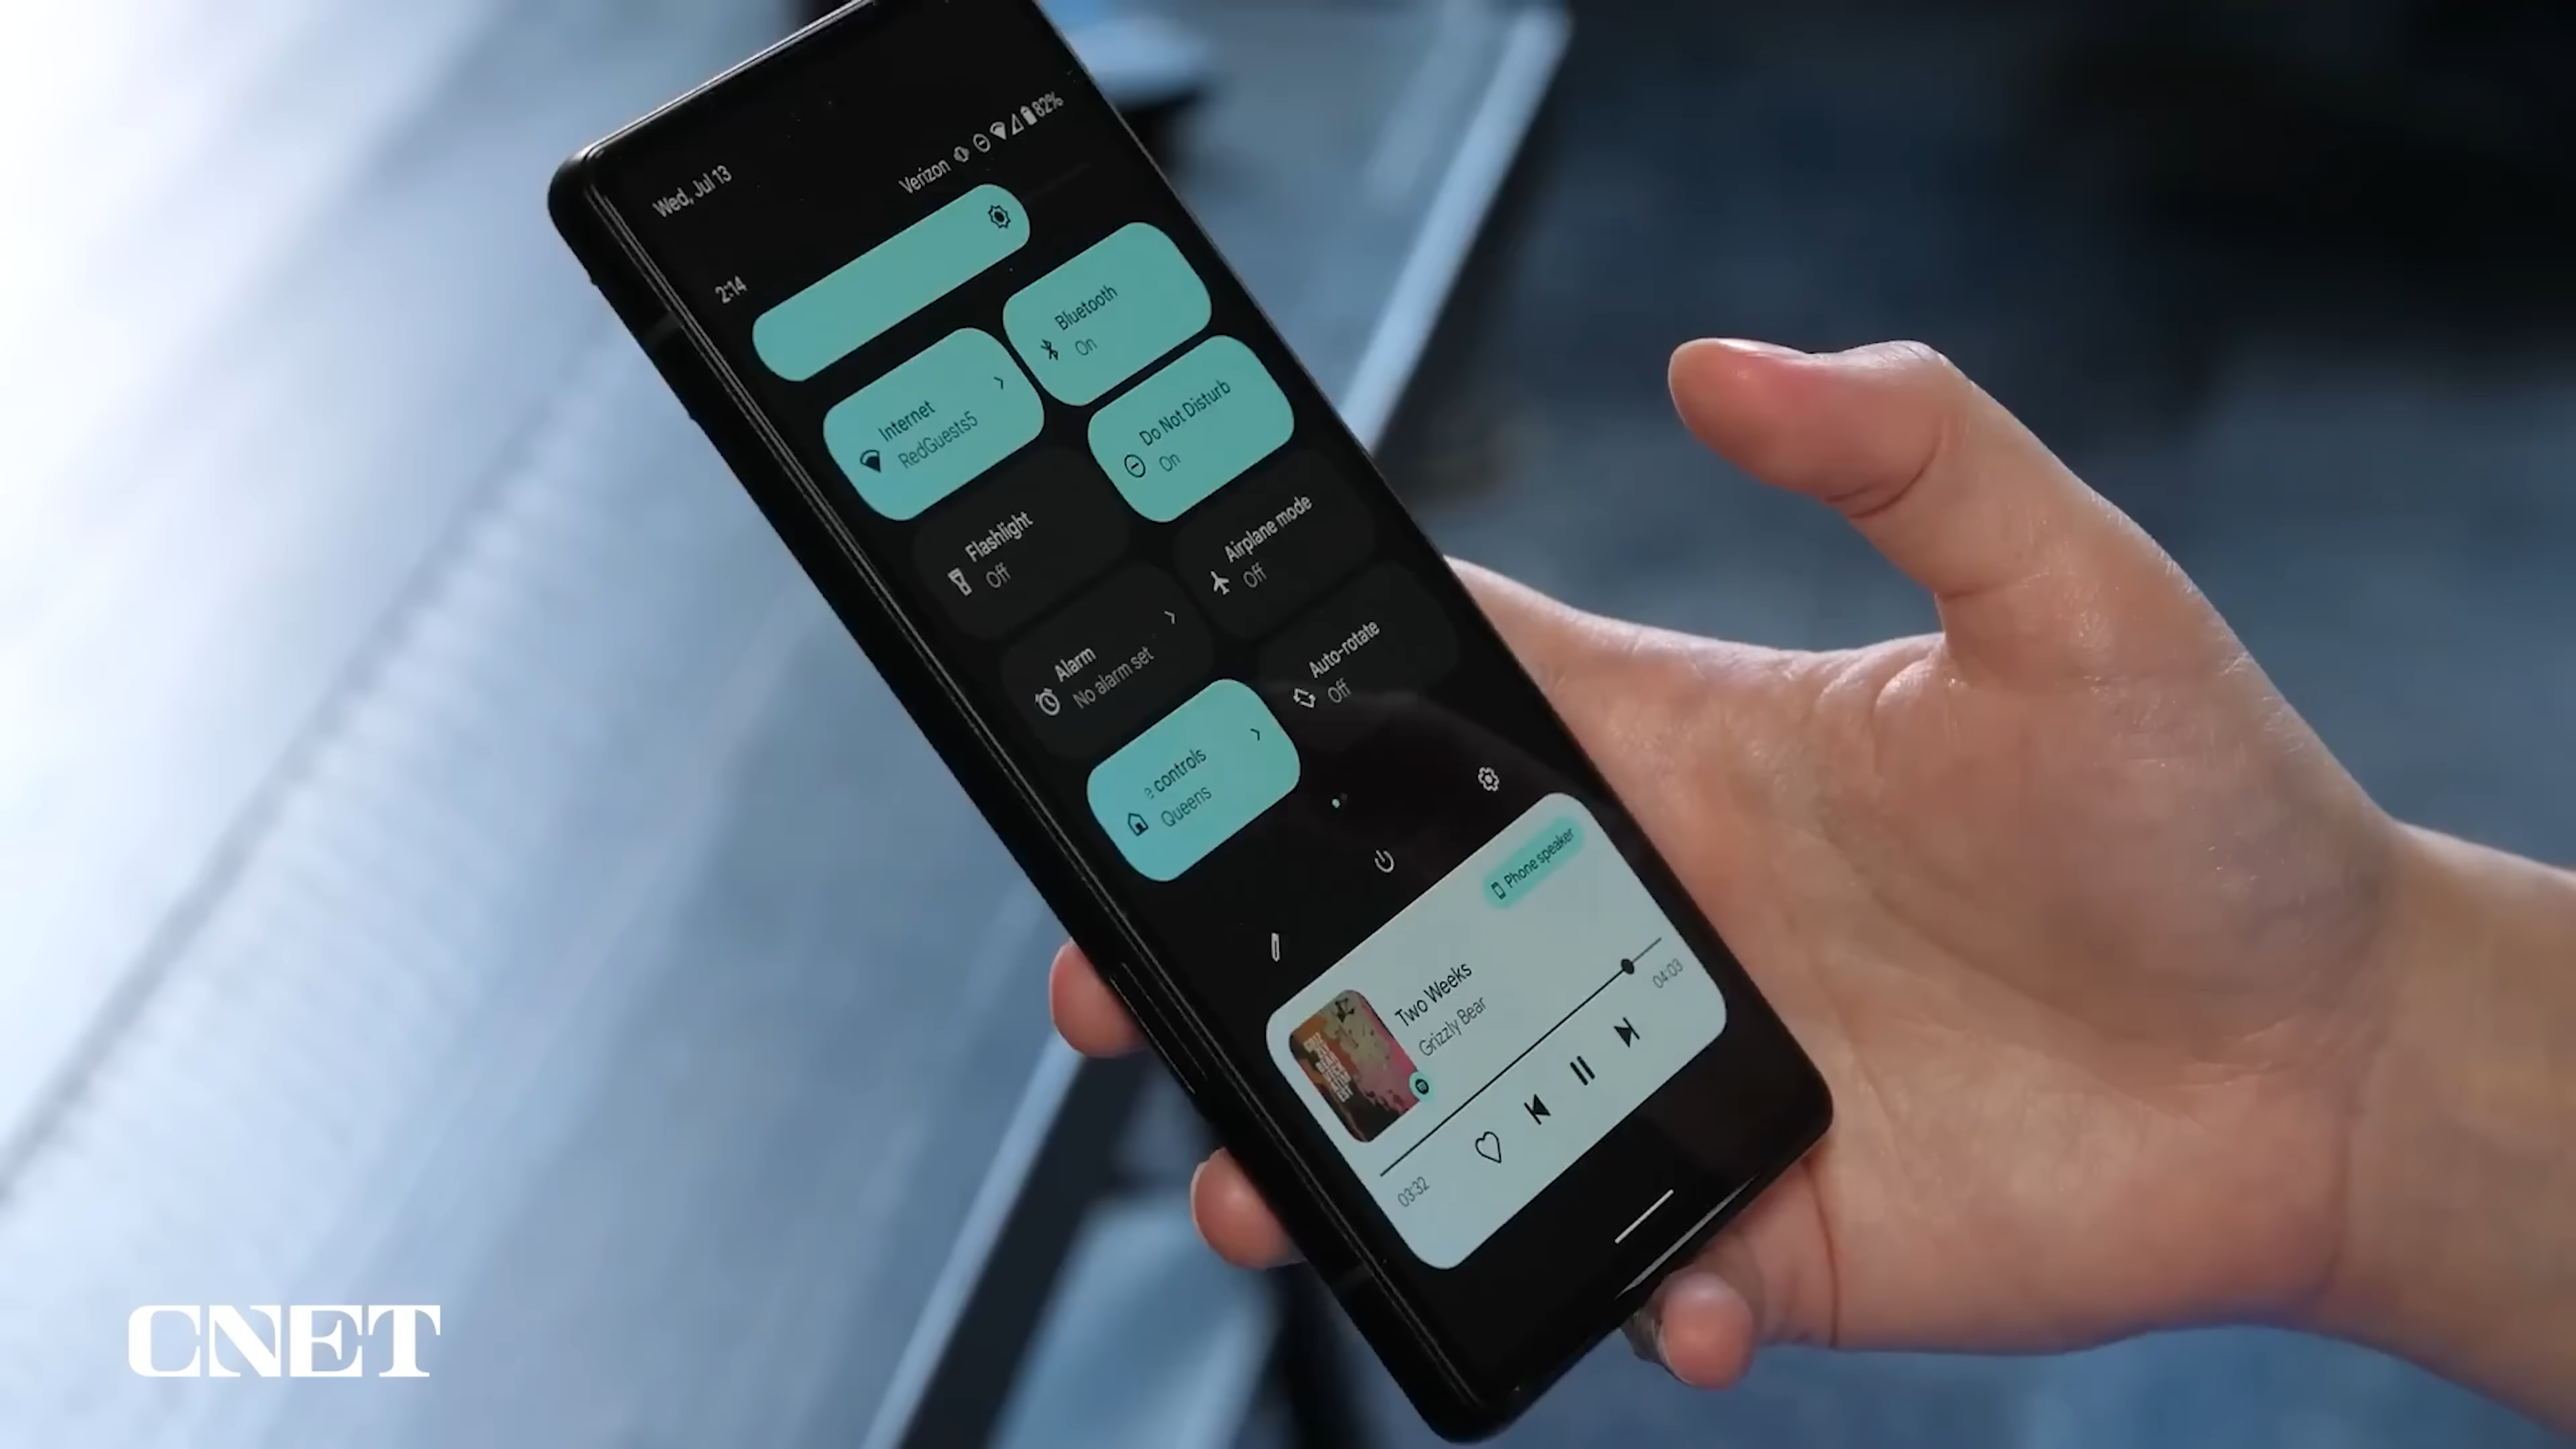 Wed, Jul 13
Verizon
82%
2:14
Internet
RedGuests5
Bluetooth
On
Flashlight
Off
Do Not Disturb
On
Alarm
No alarm set
Airplane mode
Off
e controls
Queens
Auto-rotate
Off
Phone speaker
Two Weeks
Grizzly Bear
03:32
04:03
CNET